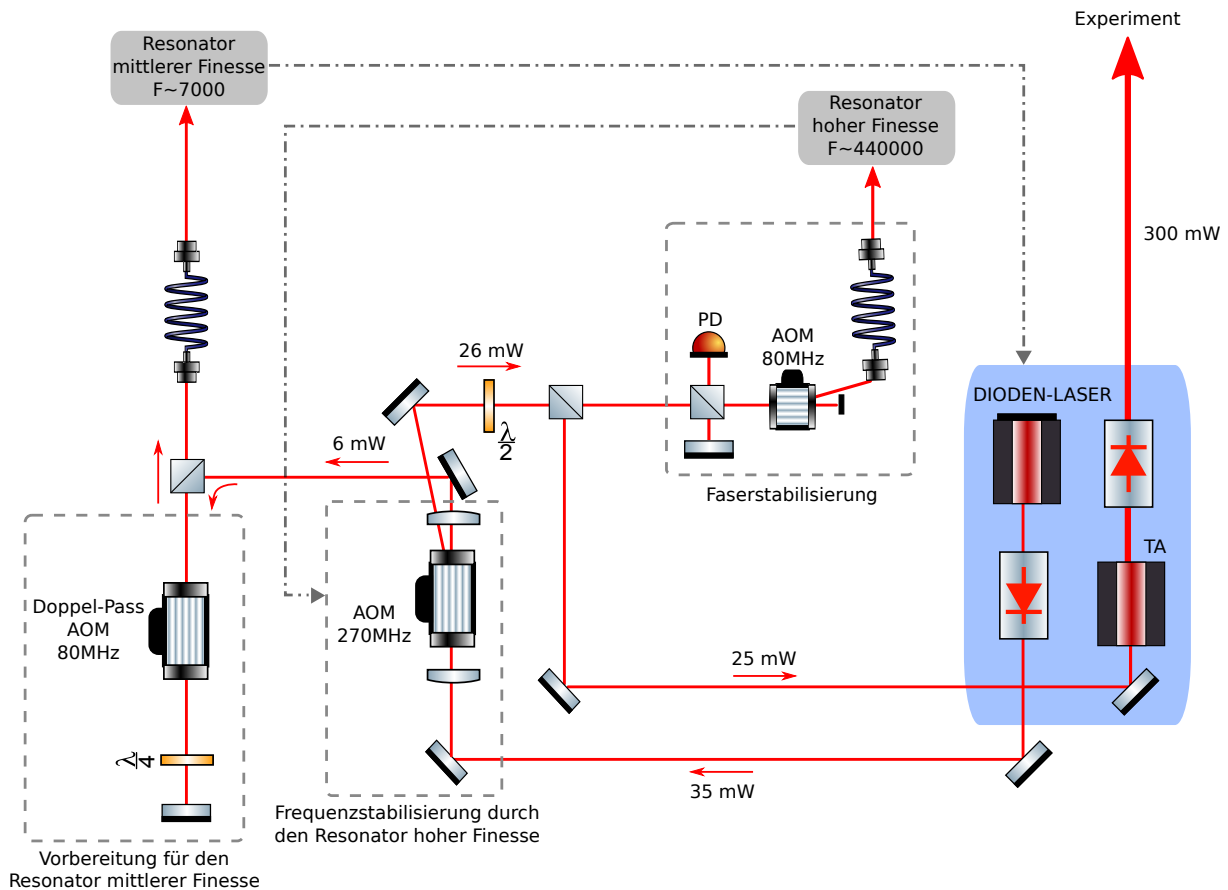 Experiment
Resonator
mittlerer Finesse
F~7000
Resonator
hoher Finesse
F~440000
300 mW
PD
AOM
80MHz
26 mW
λ
2
DIODEN-LASER
6 mW
Faserstabilisierung
TA
Doppel-Pass
AOM
80MHz
AOM
270MHz
25 mW
λ
4
35 mW
Frequenzstabilisierung durch
den Resonator hoher Finesse
Vorbereitung für den
Resonator mittlerer Finesse